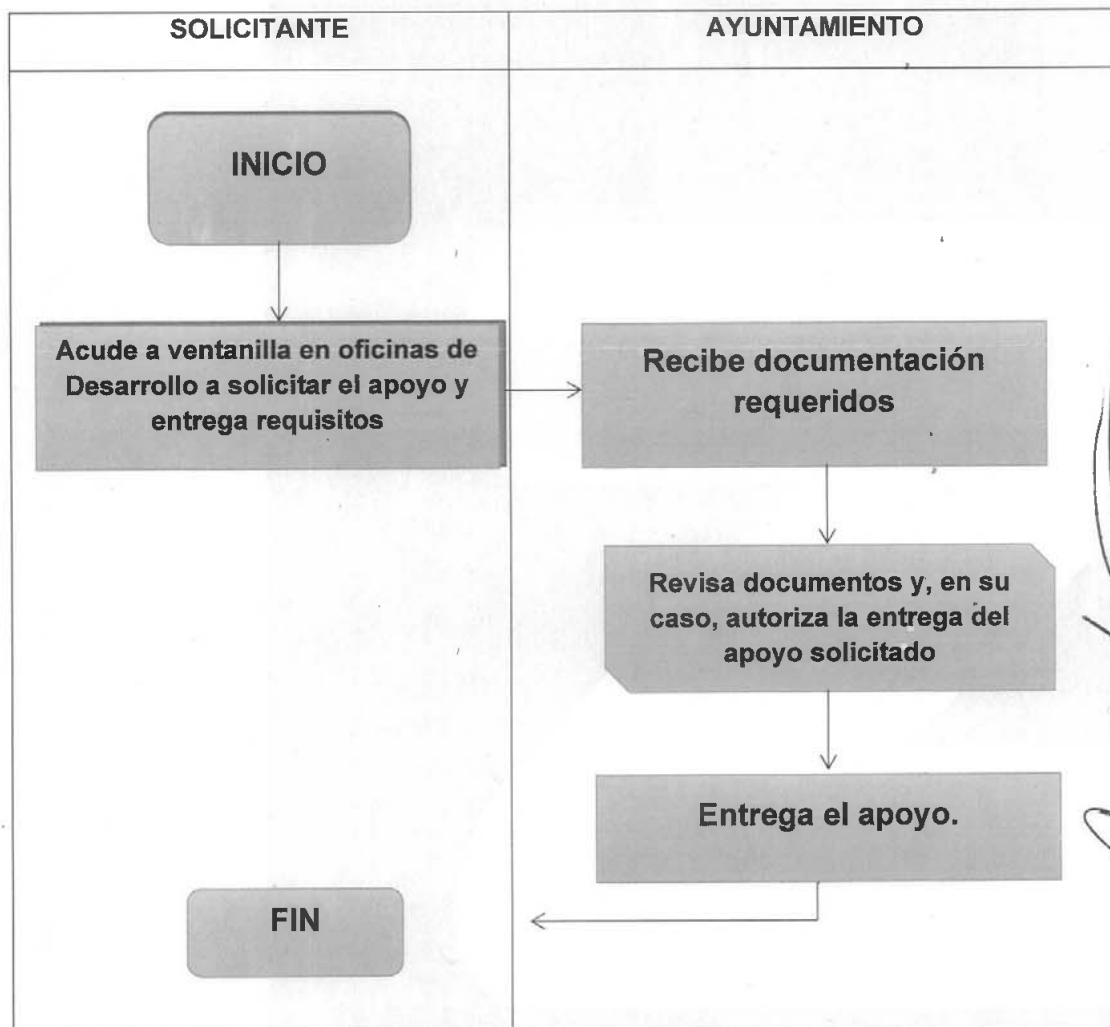 SOLICITANTE
AYUNTAMIENTO
INICIO
Acude a ventanilla en oficinas de
Desarrollo a solicitar el apoyo y
entrega requisitos
Recibe documentación
requeridos
Revisa documentos y, en su
caso, autoriza la entrega del
apoyo solicitado
Entrega el apoyo.
FIN